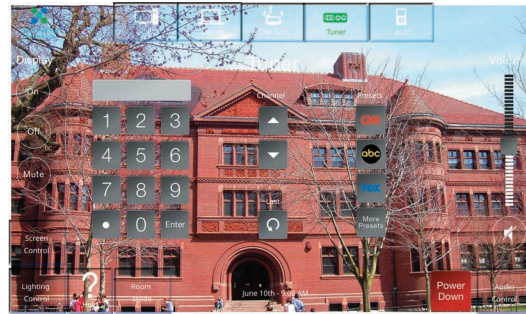 Tuner
Tuner
Display
Volume
On
Channel
Presets
1 2 3
CNN
Off
4 5 6
abc
Mute
7 8 9
FOX
Last
. 0 Enter
More
Presets
Screen
Control
Lighting
Control
?
Help
Room
Mode
June 10th - 9:08 AM
Power
Down
Audio
Control